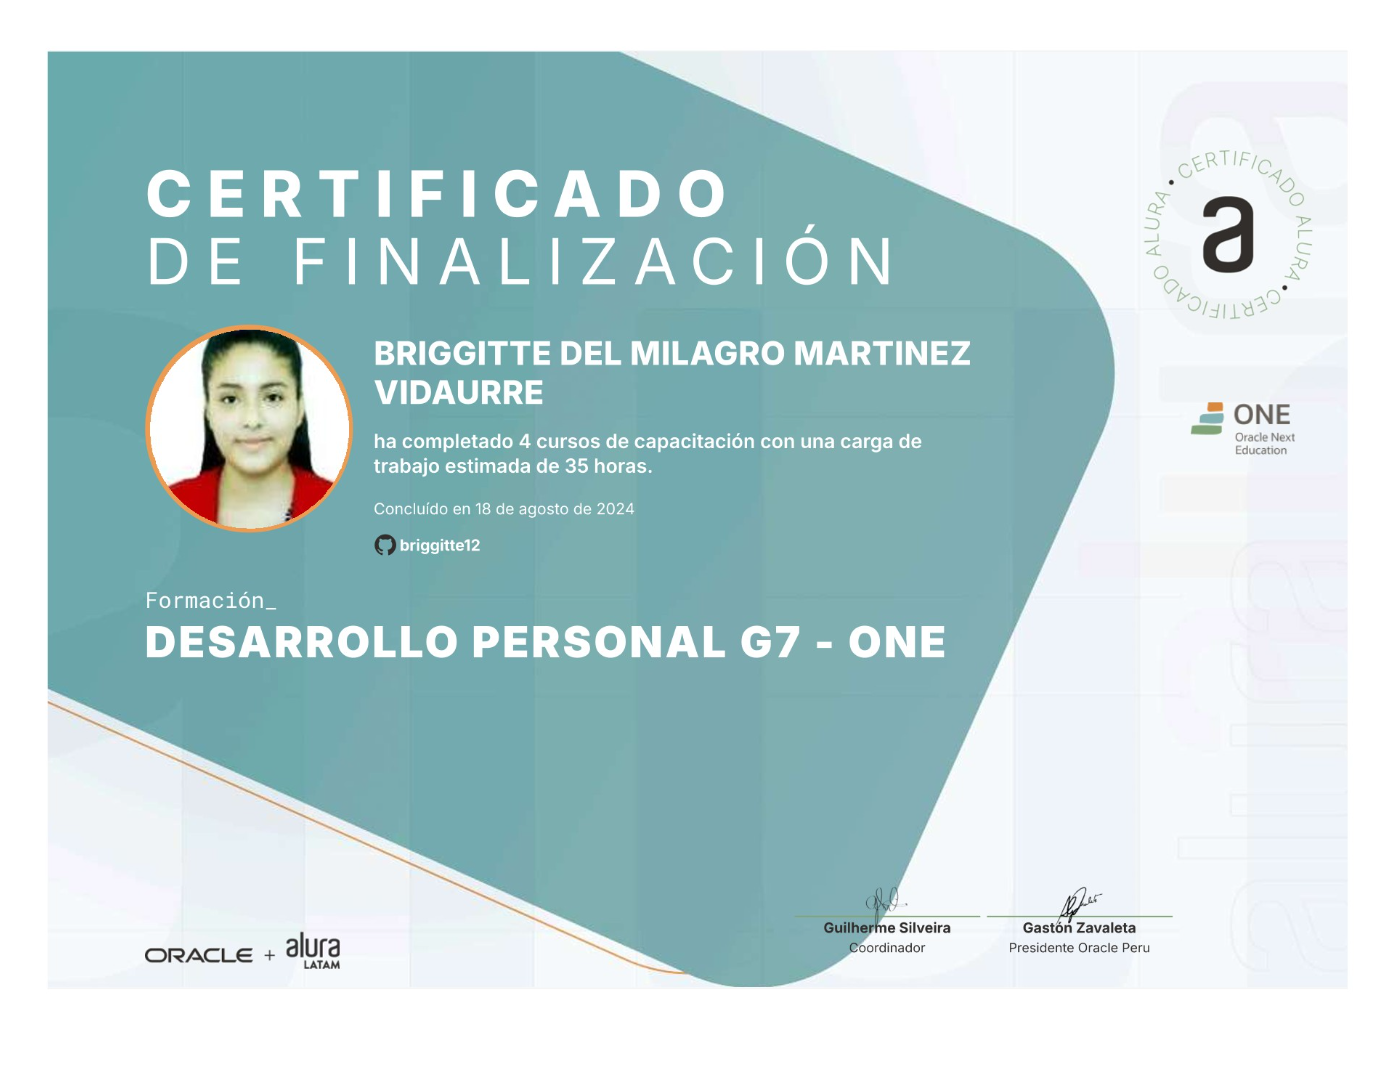 CERTIFICADO
DE FINALIZACIÓN
CERTIFICADO ALURA • CERTIFICADO ALURA •
a
BRIGGITTE DEL MILAGRO MARTINEZ
VIDAURRE
ha completado 4 cursos de capacitación con una carga de
trabajo estimada de 35 horas.
Concluído en 18 de agosto de 2024
briggitte12
ONE
Oracle Next
Education
Formación_
DESARROLLO PERSONAL G7 - ONE
Guilherme Silveira
Coordinador
Gastón Zavaleta
Presidente Oracle Peru
ORACLE + alura
LATAM
alura